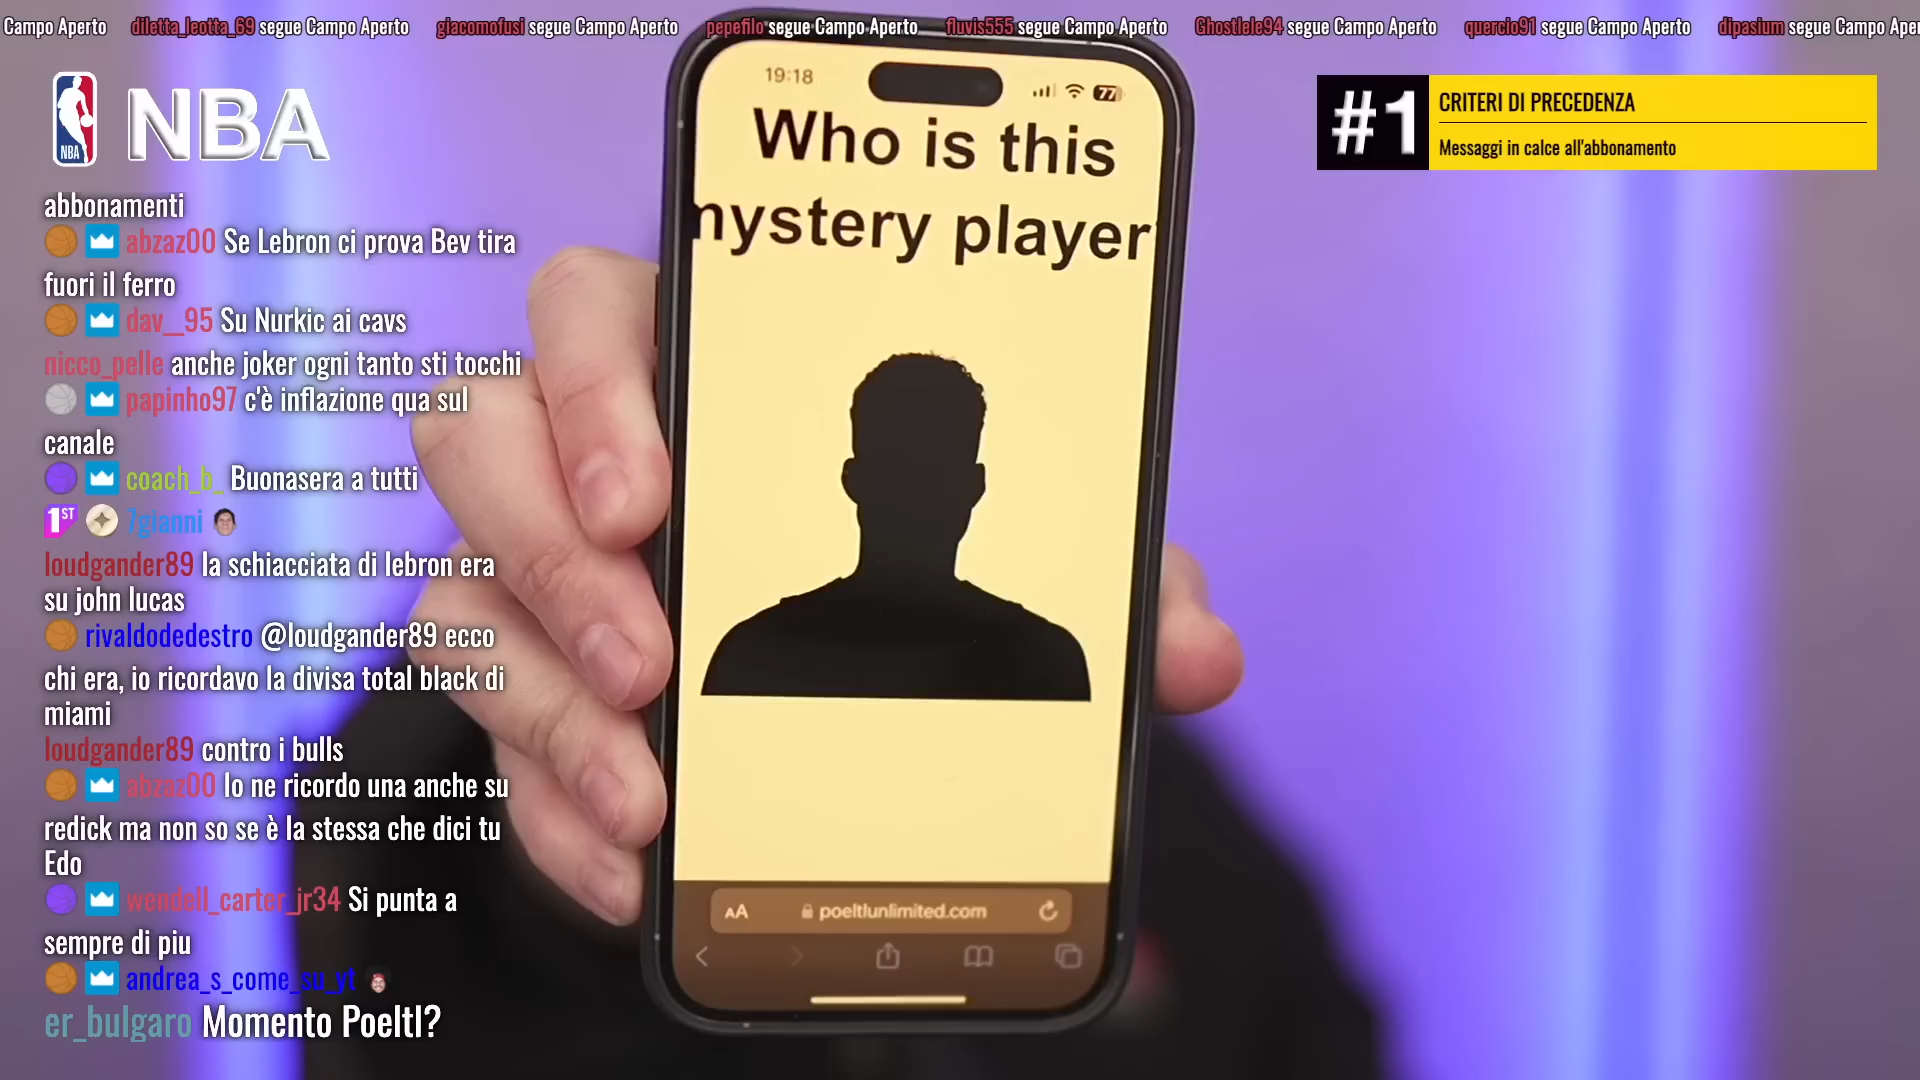 Campo Aperto diletta_leotta_69 segue Campo Aperto giacomofusi segue Campo Aperto pepefilo segue Campo Aperto fluvis555 segue Campo Aperto Ghostlele94 segue Campo Aperto quercio91 segue Campo Aperto dipasium segue Campo Aper
NBA NBA
abbonamenti
abzaz00 Se Lebron ci prova Bev tira
fuori il ferro
dav__95 Su Nurkic ai cavs
nicco_pelle anche joker ogni tanto sti tocchi
papinho97 c'è inflazione qua sul
canale
coach_b_ Buonasera a tutti
1ST 7gianni
loudgander89 la schiacciata di lebron era
su john lucas
rivaldodedestro @loudgander89 ecco
chi era, io ricordavo la divisa total black di
miami
loudgander89 contro i bulls
abzaz00 Io ne ricordo una anche su
redick ma non so se è la stessa che dici tu
Edo
wendell_carter_jr34 Si punta a
sempre di piu
andrea_s_come_su_yt
er_bulgaro Momento Poeltl?
19:18 77
Who is this
mystery player?
AA poeltlunlimited.com
#1 CRITERI DI PRECEDENZA
Messaggi in calce all'abbonamento